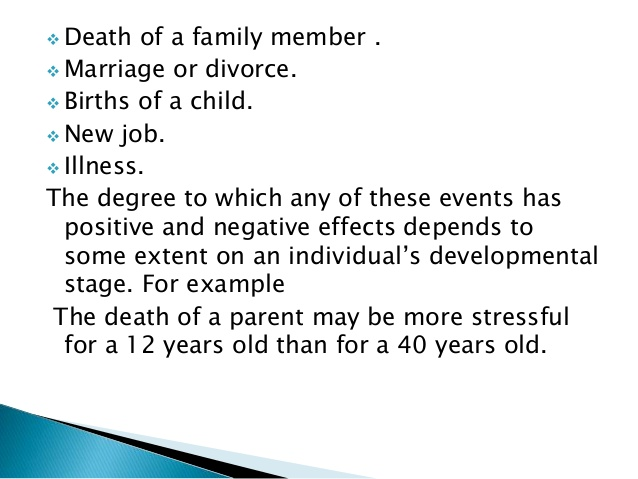 ❖ Death of a family member .
❖ Marriage or divorce.
❖ Births of a child.
❖ New job.
❖ Illness.
The degree to which any of these events has
positive and negative effects depends to
some extent on an individual’s developmental
stage. For example
The death of a parent may be more stressful
for a 12 years old than for a 40 years old.